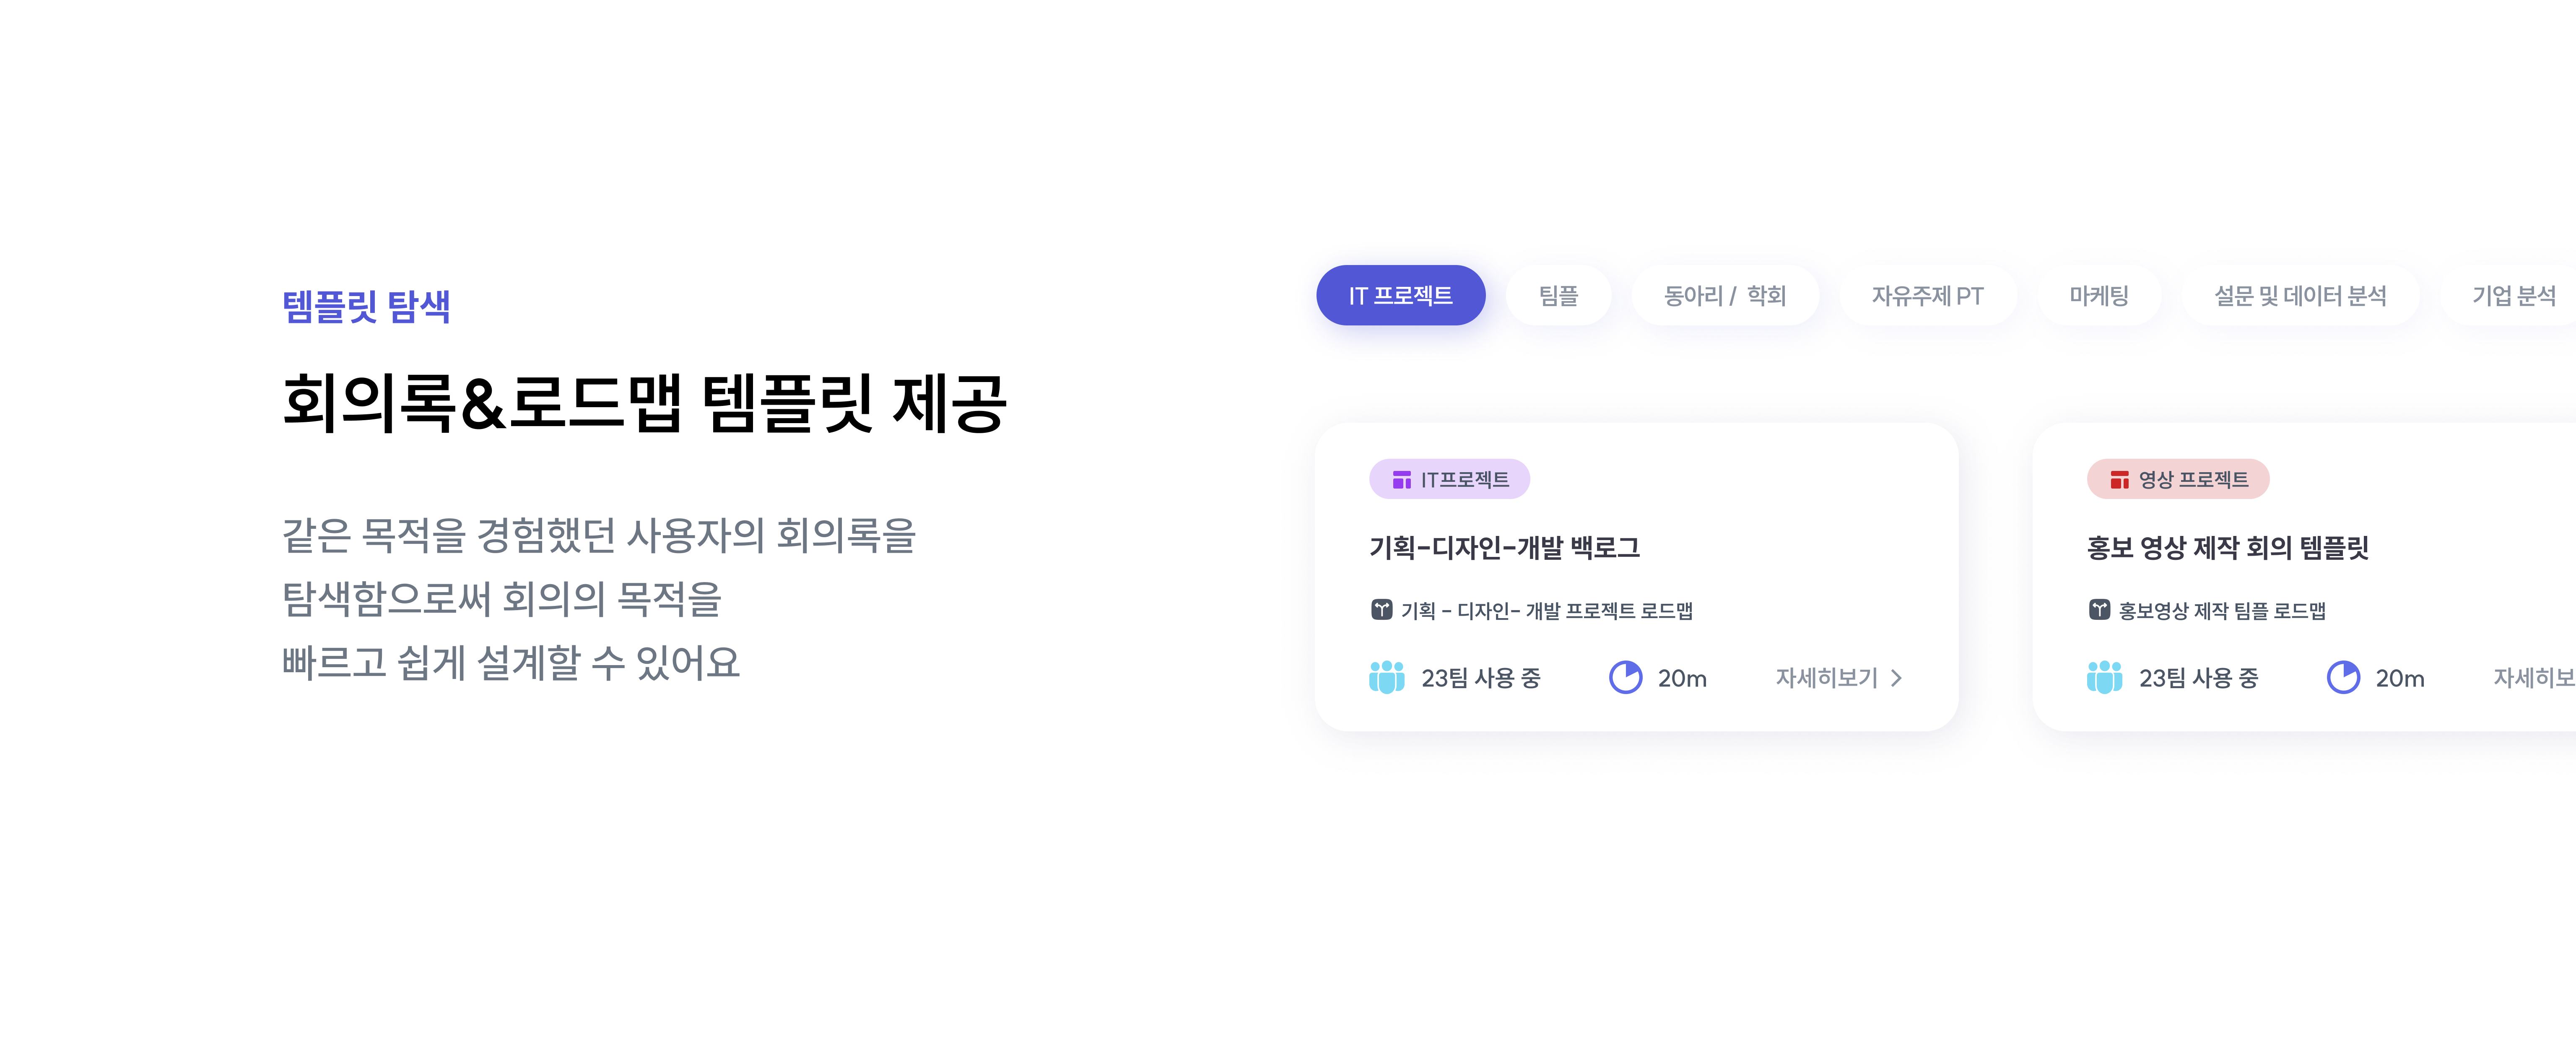 템플릿 탐색
회의록&로드맵 템플릿 제공
같은 목적을 경험했던 사용자의 회의록을
탐색함으로써 회의의 목적을
빠르고 쉽게 설계할 수 있어요
IT 프로젝트 팀플 동아리 / 학회 자유주제 PT 마케팅 설문 및 데이터 분석 기업 분석
IT프로젝트
기획-디자인-개발 백로그
기획 - 디자인- 개발 프로젝트 로드맵
23팀 사용 중 20m 자세히보기
영상 프로젝트
홍보 영상 제작 회의 템플릿
홍보영상 제작 팀플 로드맵
23팀 사용 중 20m 자세히보